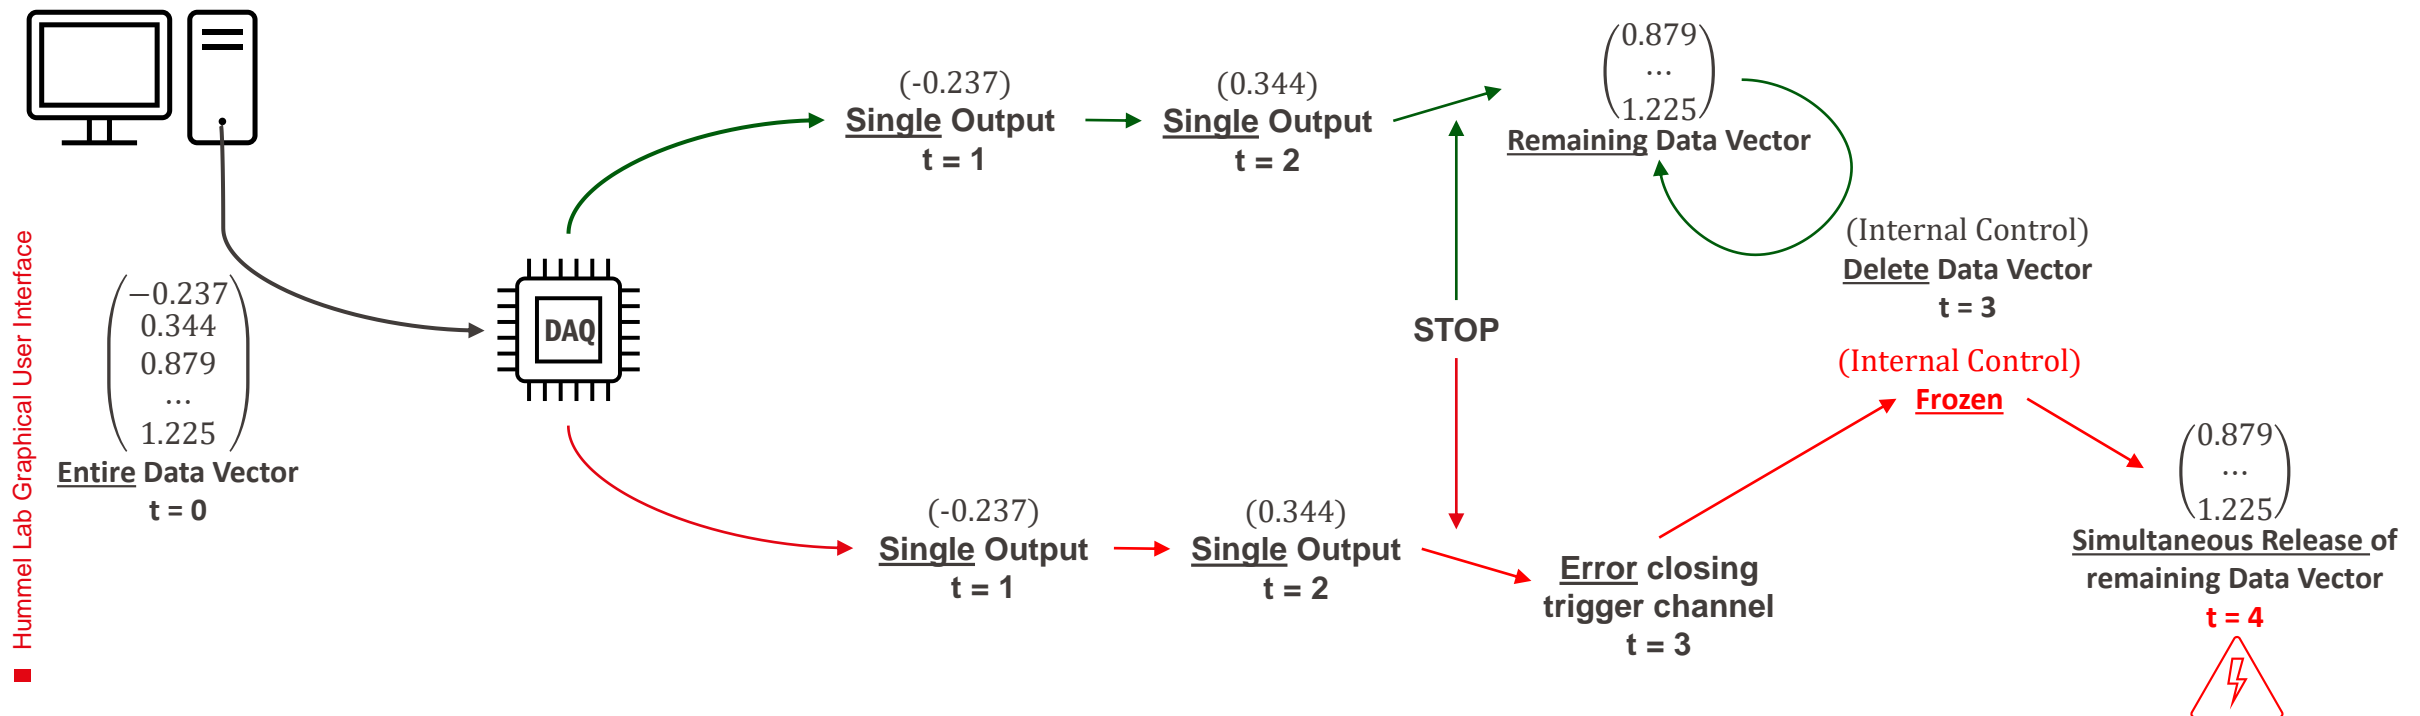 Hummel Lab Graphical User Interface
−0.237
0.344
0.879
...
1.225
Entire Data Vector
t = 0
DAQ
(-0.237)
Single Output
t = 1
(0.344)
Single Output
t = 2
0.879
...
1.225
Remaining Data Vector
(Internal Control)
Delete Data Vector
t = 3
STOP
(-0.237)
Single Output
t = 1
(0.344)
Single Output
t = 2
Error closing
trigger channel
t = 3
(Internal Control)
Frozen
0.879
...
1.225
Simultaneous Release of
remaining Data Vector
t = 4